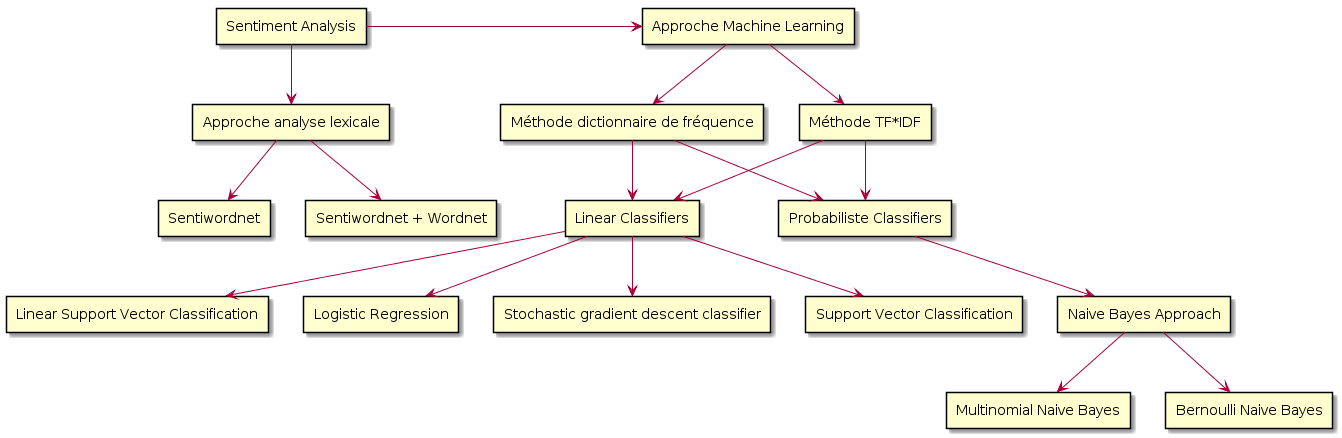 Sentiment Analysis
Approche Machine Learning
Approche analyse lexicale
Méthode dictionnaire de fréquence
Méthode TF*IDF
Sentiwordnet
Sentiwordnet + Wordnet
Linear Classifiers
Probabiliste Classifiers
Linear Support Vector Classification
Logistic Regression
Stochastic gradient descent classifier
Support Vector Classification
Naive Bayes Approach
Multinomial Naive Bayes
Bernoulli Naive Bayes